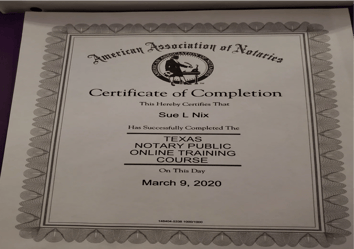 American Association of Notaries
Certificate of Completion
This Hereby Certifies That
Sue L Nix
Has Successfully Completed The
TEXAS
NOTARY PUBLIC
ONLINE TRAINING
COURSE
On This Day
March 9, 2020